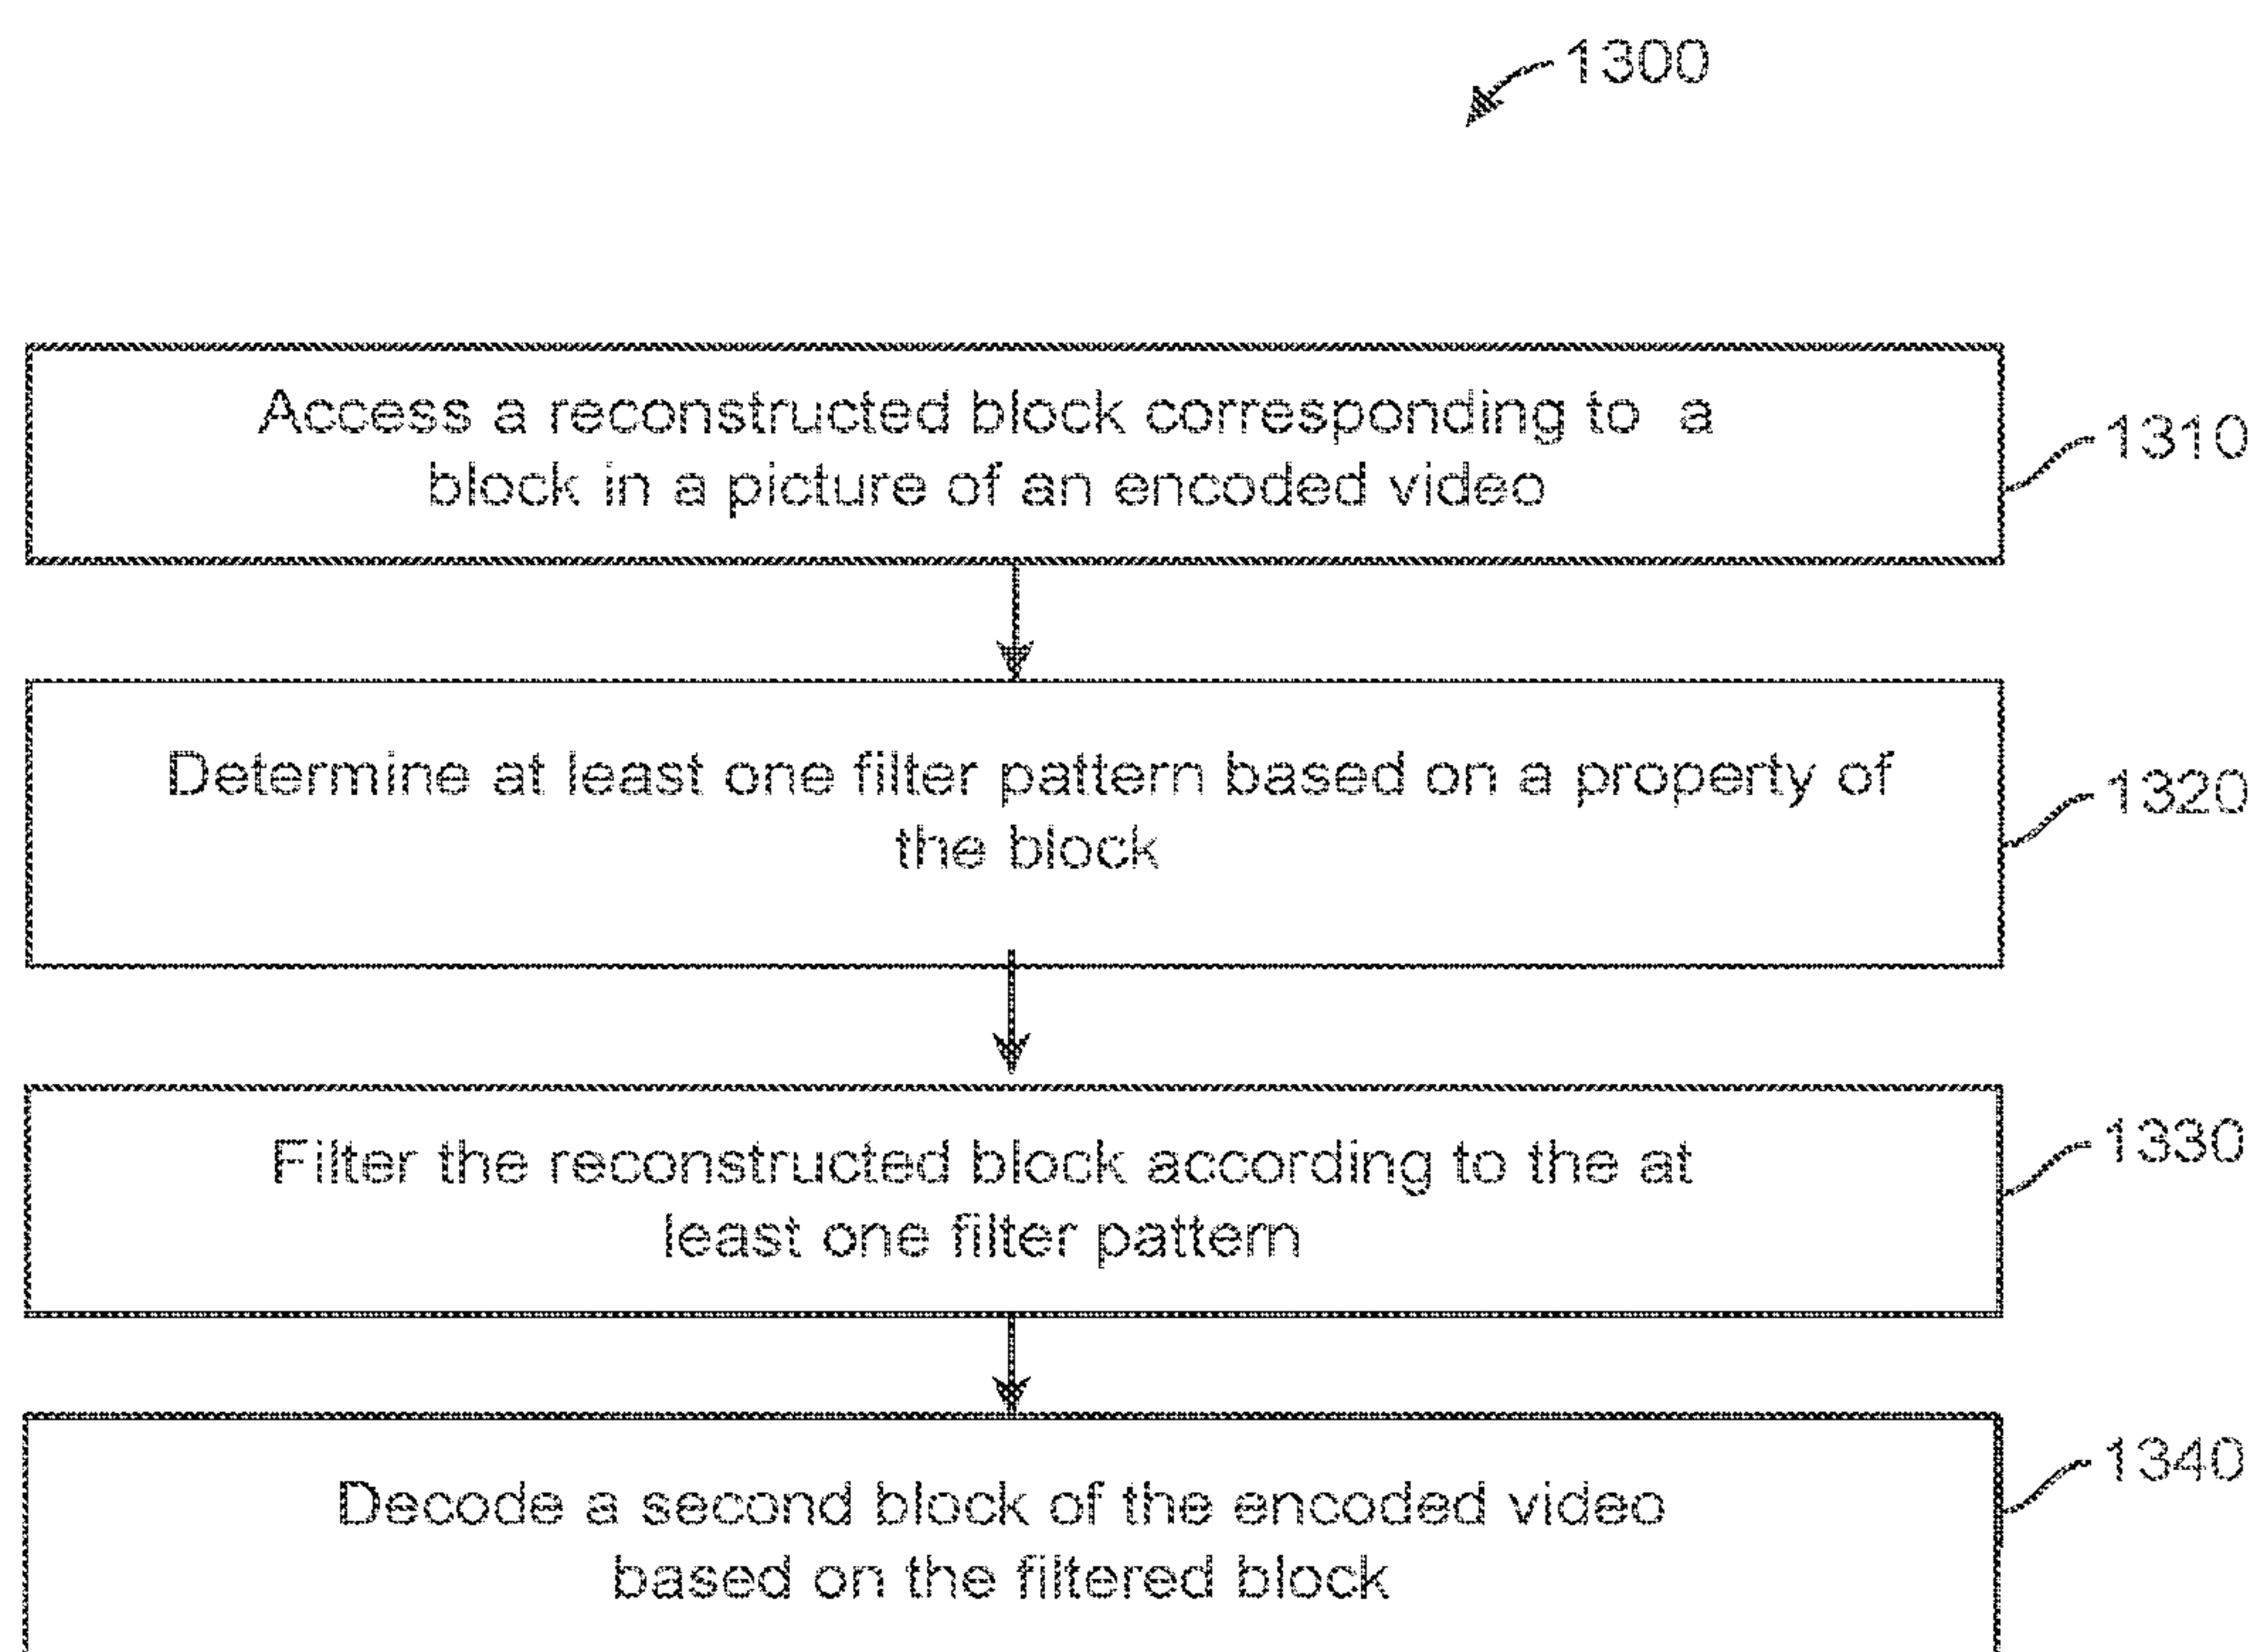 1300
Access a reconstructed block corresponding to a
block in a picture of an encoded video
1310
Determine at least one filter pattern based on a property of
the block
1320
Filter the reconstructed block according to the at
least one filter pattern
1330
Decode a second block of the encoded video
based on the filtered block
1340